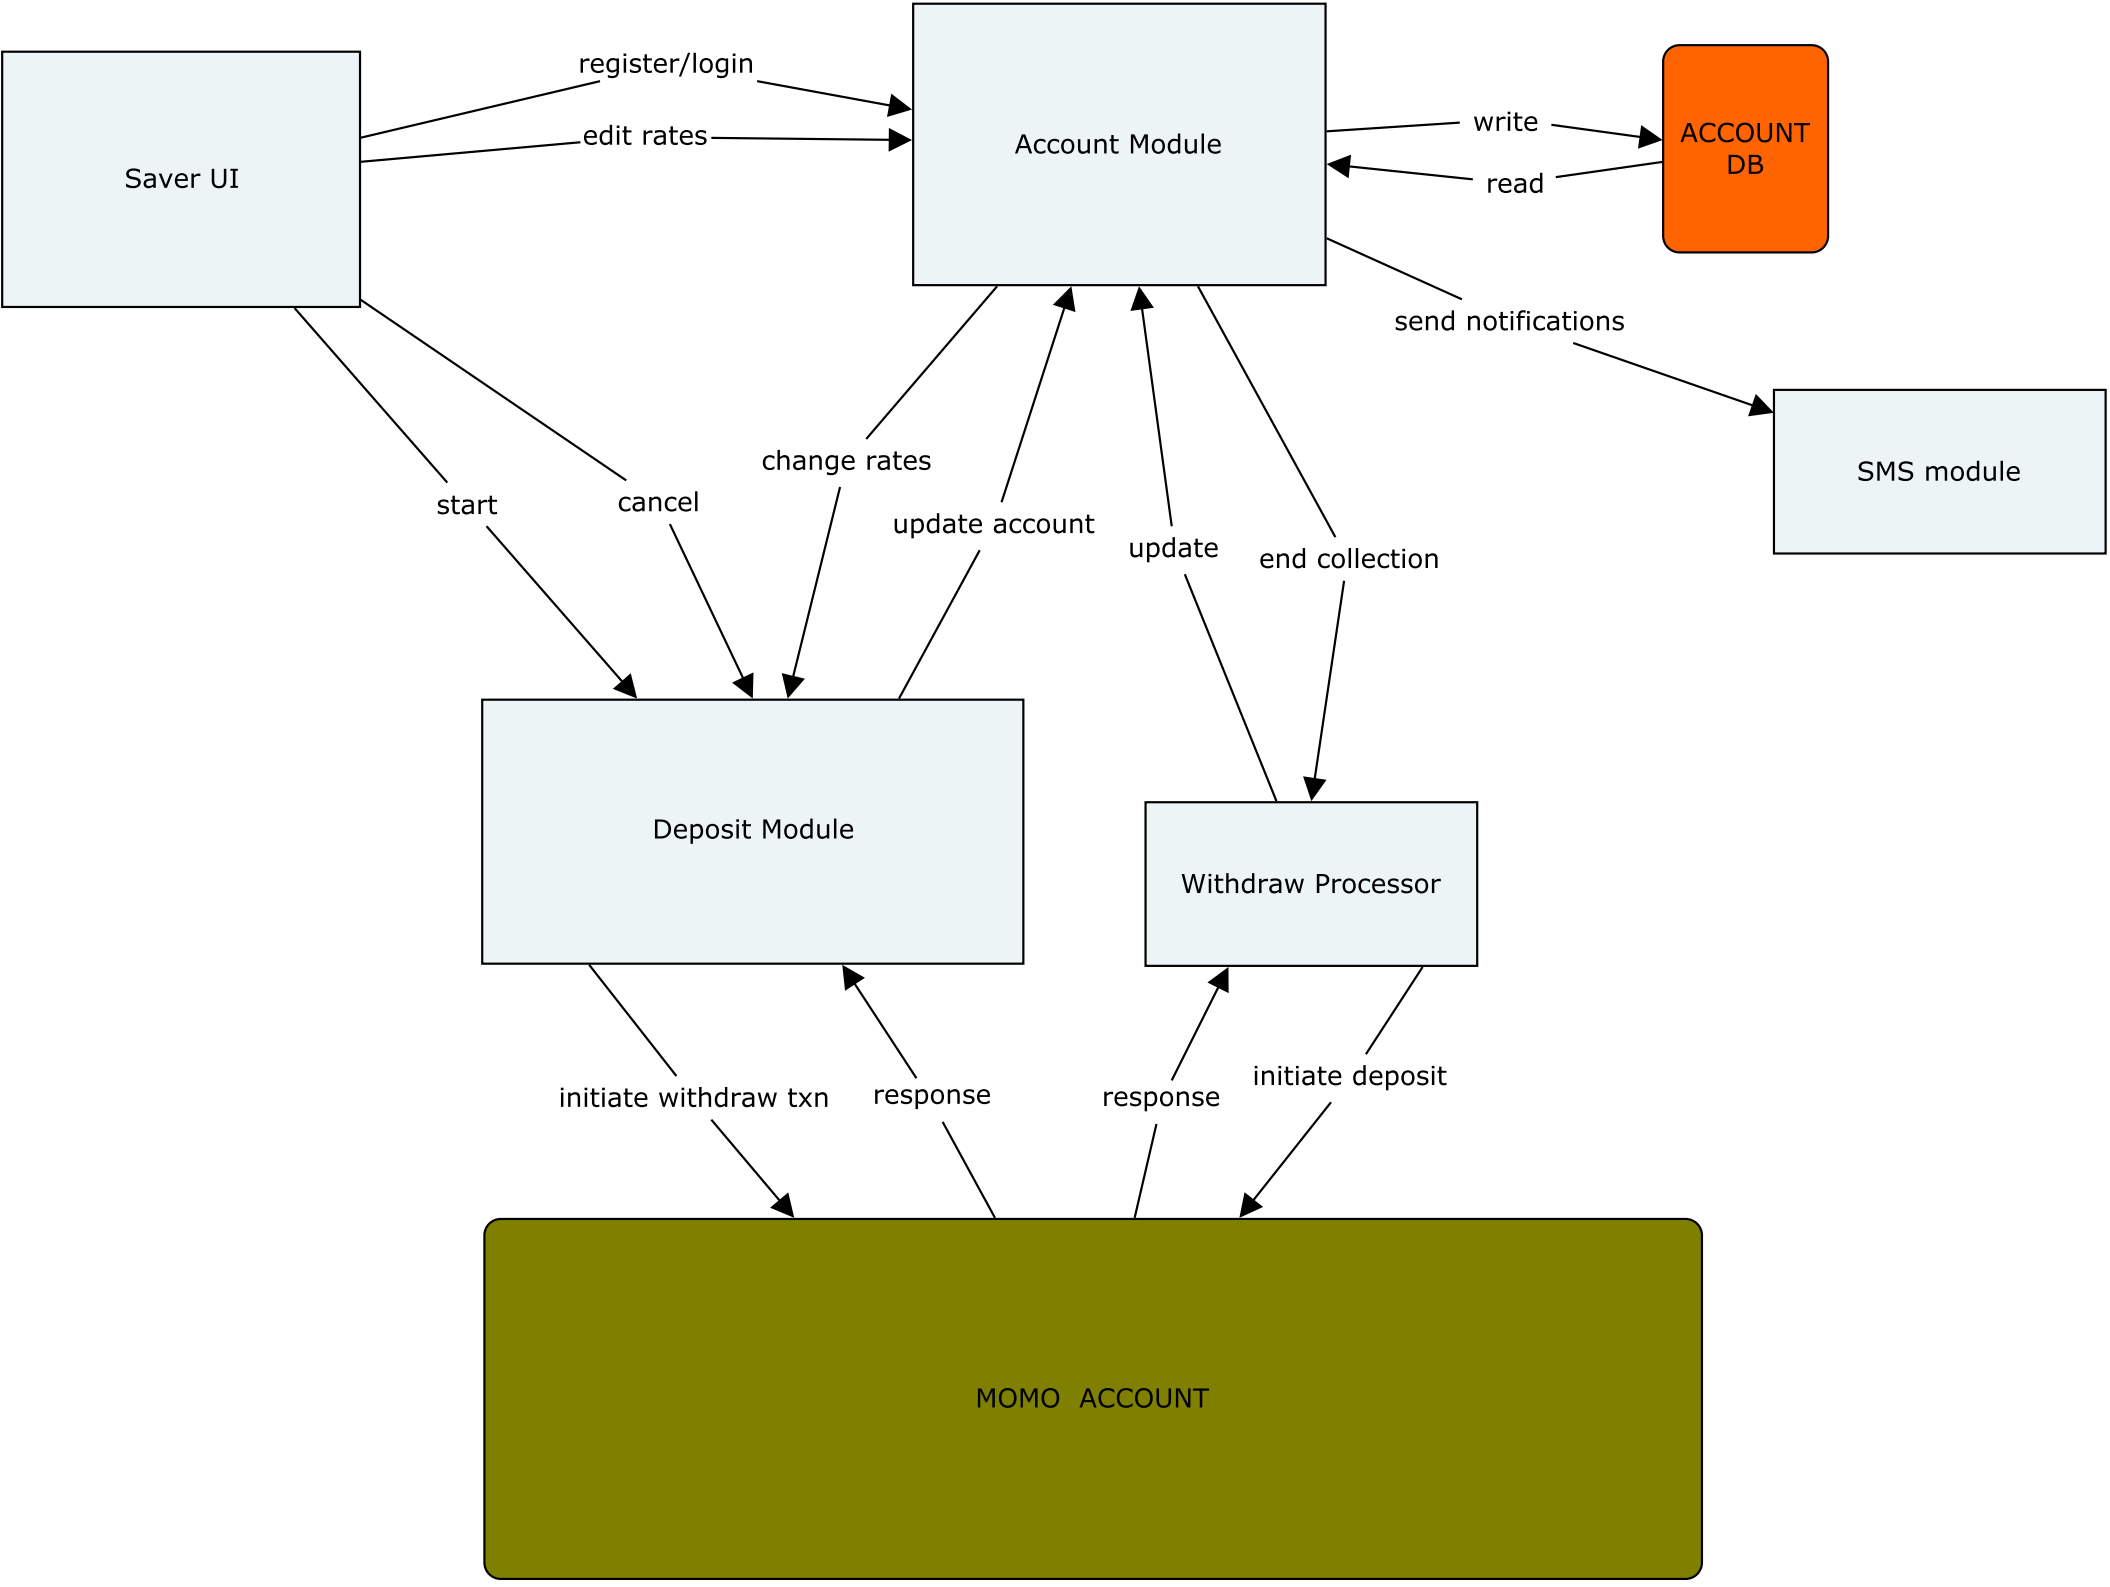 register/login
edit rates
Saver UI
Account Module
write
read
ACCOUNT
DB
send notifications
SMS module
change rates
start
cancel
update account
update
end collection
Deposit Module
Withdraw Processor
initiate withdraw txn
response
response
initiate deposit
MOMO  ACCOUNT